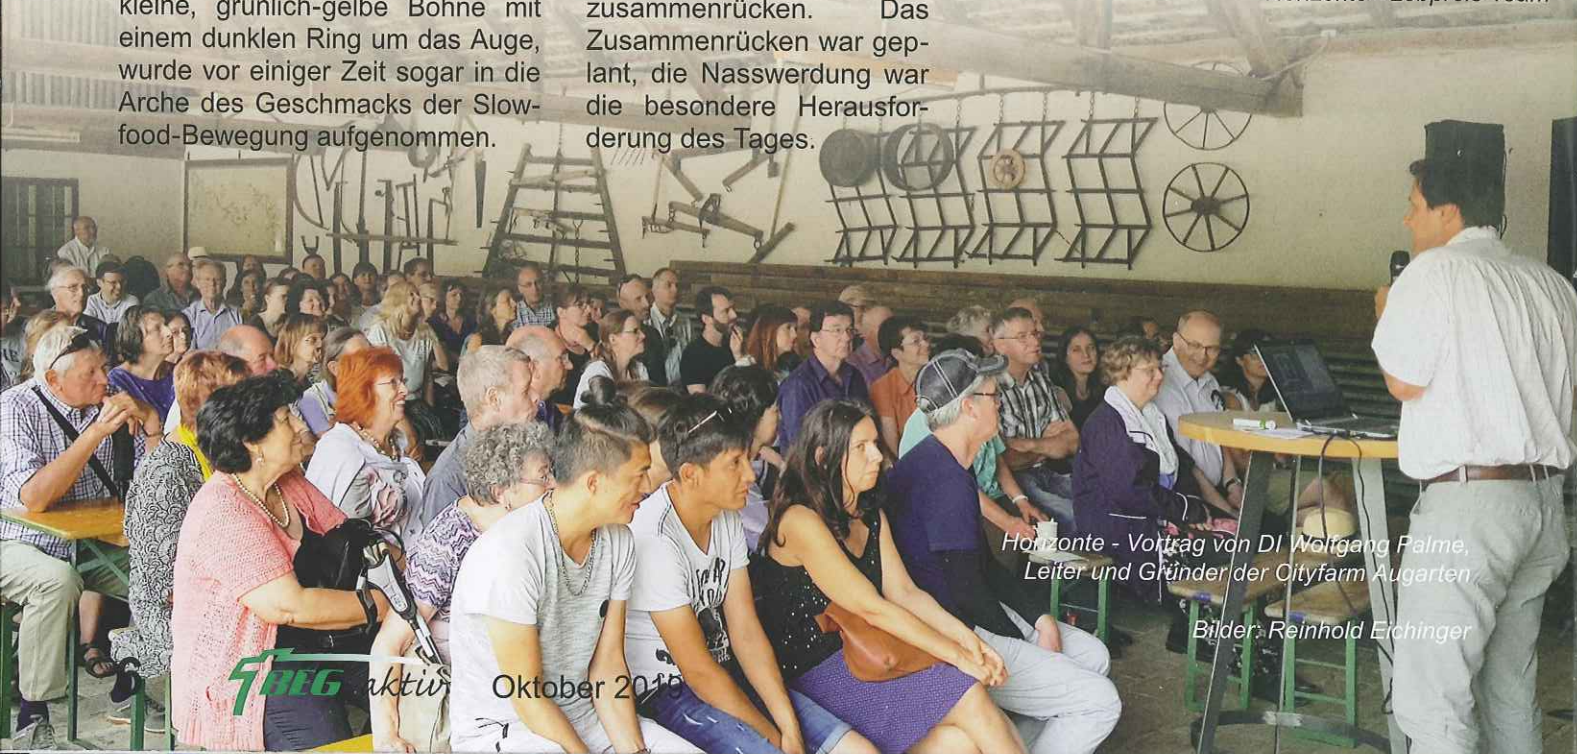 kleine, grünlich-gelbe Bohne mit
einem dunklen Ring um das Auge,
wurde vor einiger Zeit sogar in die
Arche des Geschmacks der Slow-
food-Bewegung aufgenommen.
zusammenrücken. Das
Zusammenrücken war gep-
lant, die Nasswerdung war
die besondere Herausfor-
derung des Tages.
Horizonte - Vortrag von DI Wolfgang Palme,
Leiter und Gründer der Cityfarm Augarten
Bilder: Reinhold Eichinger
6
BEG aktiv Oktober 2019